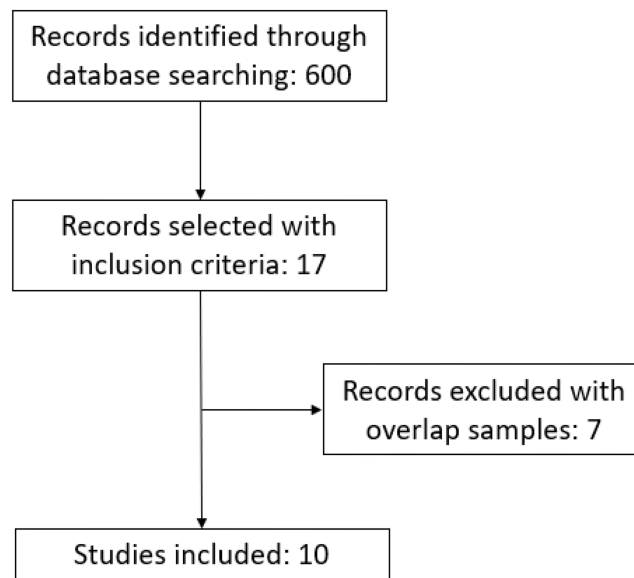 Records identified through
database searching: 600
Records selected with
inclusion criteria: 17
Records excluded with
overlap samples: 7
Studies included: 10